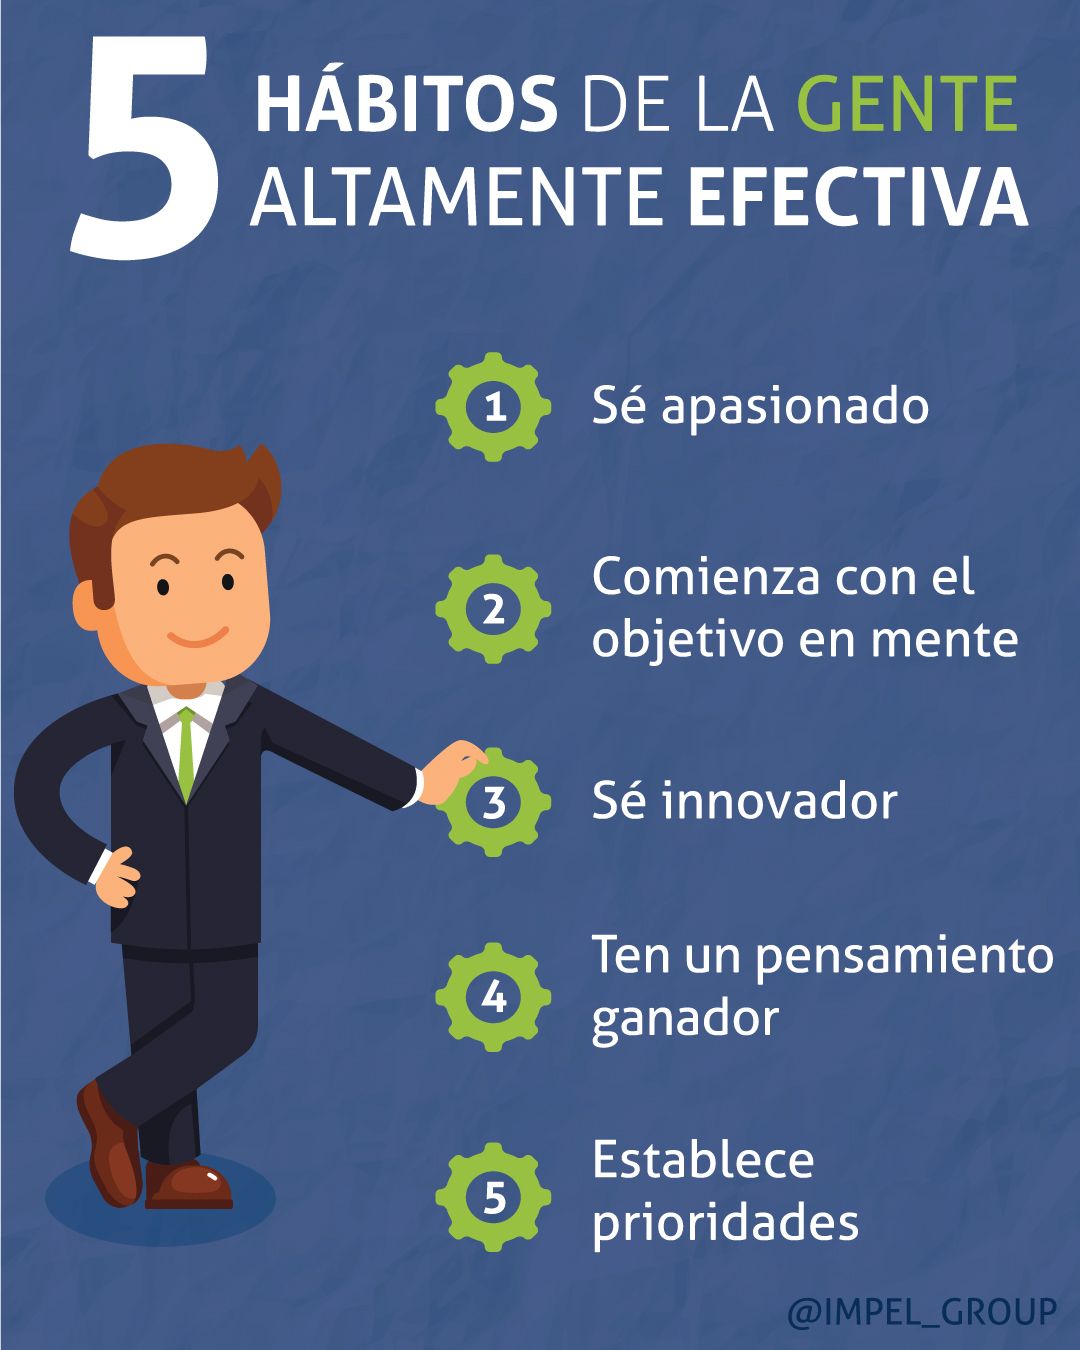 5 HÁBITOS DE LA GENTE
ALTAMENTE EFECTIVA
1 Sé apasionado
2 Comienza con el
objetivo en mente
3 Sé innovador
4 Ten un pensamiento
ganador
5 Establece
prioridades
@IMPEL_GROUP